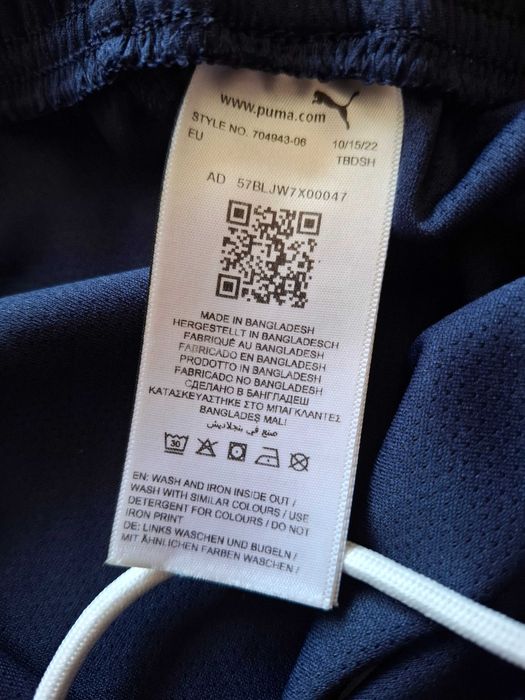 www.puma.com
STYLE NO. 704943-06 10/15/22
EU TBDSH
AD 57BLJW7X00047
MADE IN BANGLADESH
HERGESTELLT IN BANGLADESCH
FABRIQUÉ AU BANGLADESH
FABRICADO EN BANGLADESH
PRODOTTO IN BANGLADESH
FABRICADO NO BANGLADESH
СДЕЛАНО В БАНГЛАДЕШ
ΚΑΤΑΣΚΕΥΑΣΤΗΚΕ ΣΤΟ ΜΠΑΓΚΛΑΝΤΕΣ
BANGLADES MALI
صنع في بنجلاديش
30
EN: WASH AND IRON INSIDE OUT /
WASH WITH SIMILAR COLOURS / USE
DETERGENT FOR COLOURS / DO NOT
IRON PRINT
DE: LINKS WASCHEN UND BUGELN /
MIT ÄHNLICHEN FARBEN WASCHEN /